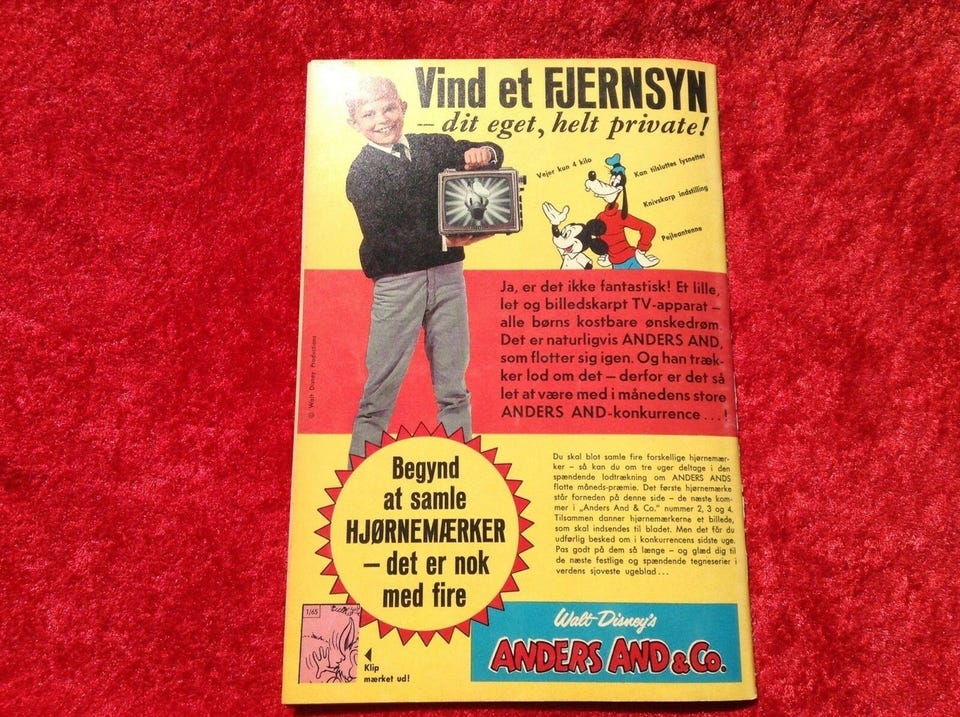 Vind et FJERNSYN
— dit eget, helt private!
Vejer kun 4 kilo
Kan tilsluttes lysnettet
Knivskarp indstilling
Pejleantenne
Ja, er det ikke fantastisk! Et lille,
let og billedskarpt TV-apparat —
alle børns kostbare ønskedrøm.
Det er naturligvis ANDERS AND,
som flotter sig igen. Og han træk-
ker lod om det — derfor er det så
let at være med i månedens store
ANDERS AND-konkurrence . . . !
© Walt Disney Productions
Begynd
at samle
HJØRNEMÆRKER
— det er nok
med fire
Du skal blot samle fire forskellige hjørnemær-
ker — så kan du om tre uger deltage i den
spændende lodtrækning om ANDERS ANDS
flotte måneds-præmie. Det første hjørnemærke
står forneden på denne side — de næste kom-
mer i „Anders And & Co.” nummer 2, 3 og 4.
Tilsammen danner hjørnemærkerne et billede,
som skal indsendes til bladet. Men det får du
udførlig besked om i konkurrencens sidste uge.
Pas godt på dem så længe — og glæd dig til
de næste festlige og spændende tegneserier i
verdens sjoveste ugeblad . . .
1/65
Klip
mærket ud!
Walt Disney's
ANDERS AND & Co.